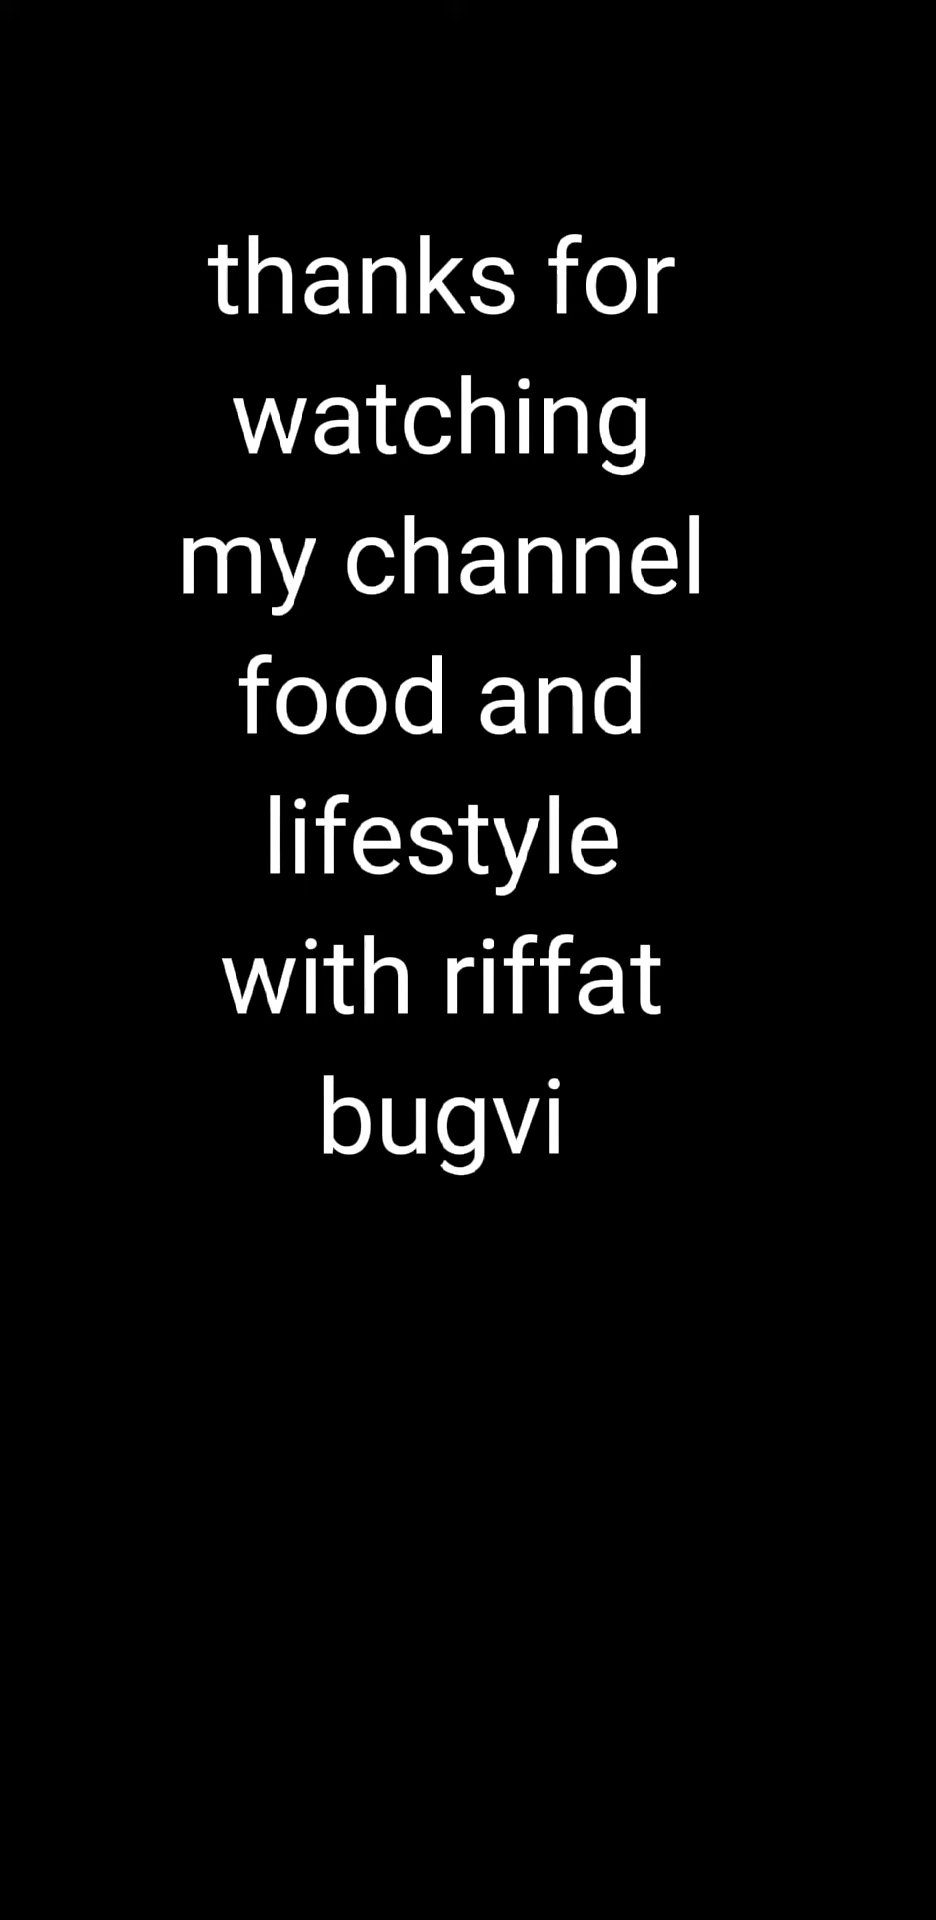 thanks for
watching
my channel
food and
lifestyle
with riffat
bugvi